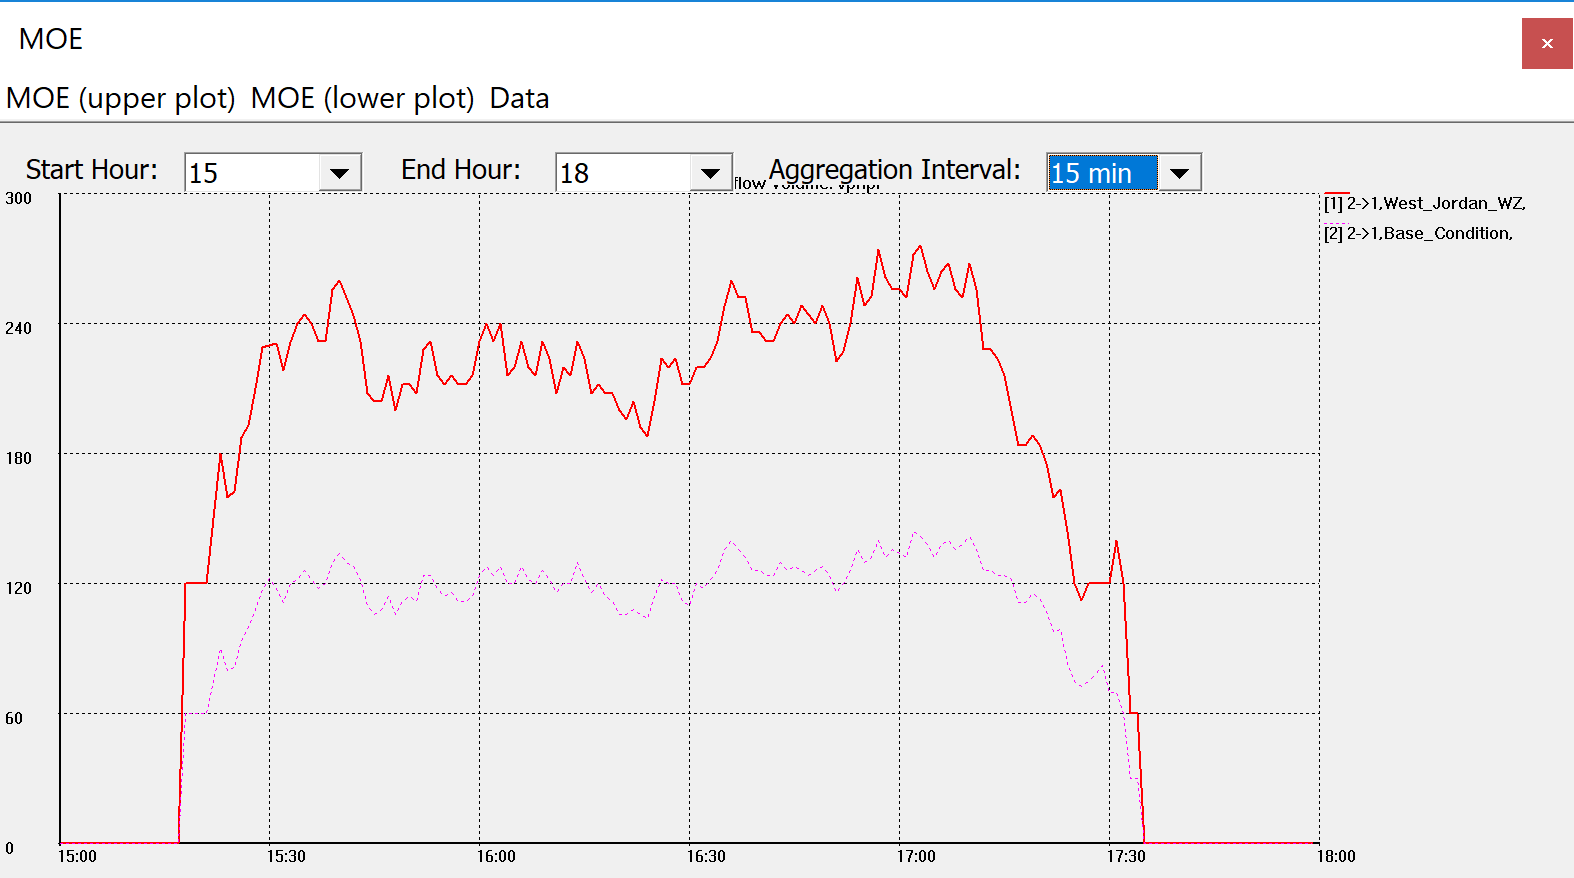 MOE
×
MOE (upper plot) MOE (lower plot) Data
Start Hour: 15 End Hour: 18 Aggregation Interval: 15 min
flow
300
[1] 2->1,West_Jordan_WZ,
[2] 2->1,Base_Condition,
240
180
120
60
0
15:00 15:30 16:00 16:30 17:00 17:30 18:00